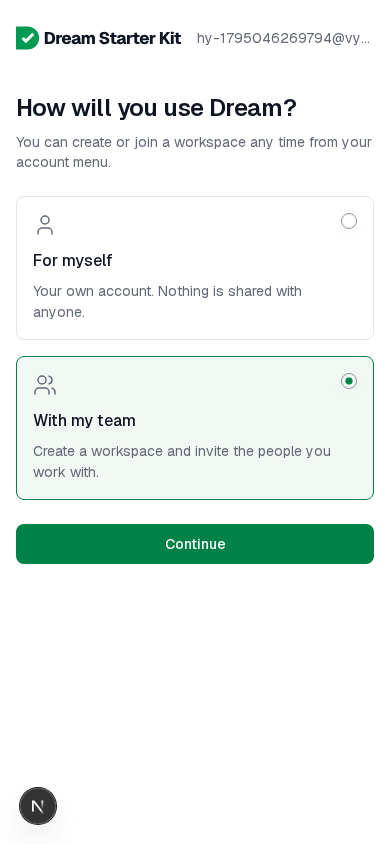 Dream Starter Kit hy-1795046269794@vy...
How will you use Dream?
You can create or join a workspace any time from your
account menu.
For myself
Your own account. Nothing is shared with
anyone.
With my team
Create a workspace and invite the people you
work with.
Continue
N